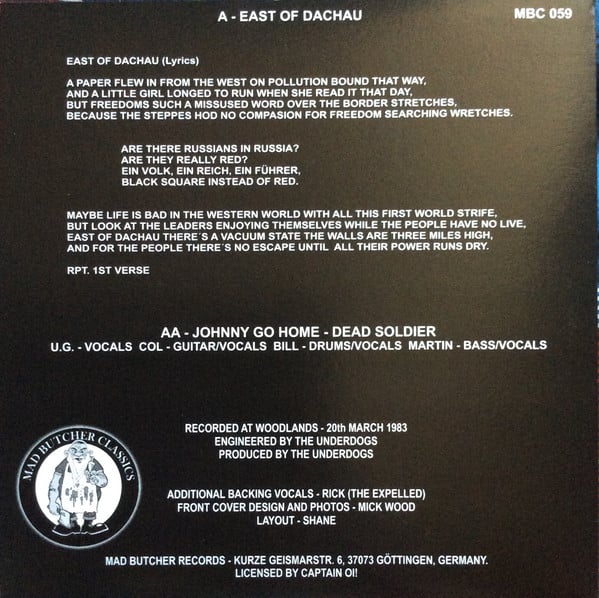 A - EAST OF DACHAU
MBC 059
EAST OF DACHAU (Lyrics)
A PAPER FLEW IN FROM THE WEST ON POLLUTION BOUND THAT WAY,
AND A LITTLE GIRL LONGED TO RUN WHEN SHE READ IT THAT DAY,
BUT FREEDOMS SUCH A MISSUSED WORD OVER THE BORDER STRETCHES,
BECAUSE THE STEPPES HOD NO COMPASION FOR FREEDOM SEARCHING WRETCHES.
ARE THERE RUSSIANS IN RUSSIA?
ARE THEY REALLY RED?
EIN VOLK, EIN REICH, EIN FÜHRER,
BLACK SQUARE INSTEAD OF RED.
MAYBE LIFE IS BAD IN THE WESTERN WORLD WITH ALL THIS FIRST WORLD STRIFE,
BUT LOOK AT THE LEADERS ENJOYING THEMSELVES WHILE THE PEOPLE HAVE NO LIVE,
EAST OF DACHAU THERE´S A VACUUM STATE THE WALLS ARE THREE MILES HIGH,
AND FOR THE PEOPLE THERE´S NO ESCAPE UNTIL ALL THEIR POWER RUNS DRY.
RPT. 1ST VERSE
AA - JOHNNY GO HOME - DEAD SOLDIER
U.G. - VOCALS COL - GUITAR/VOCALS BILL - DRUMS/VOCALS MARTIN - BASS/VOCALS
RECORDED AT WOODLANDS - 20th MARCH 1983
ENGINEERED BY THE UNDERDOGS
PRODUCED BY THE UNDERDOGS
MAD BUTCHER CLASSICS
ADDITIONAL BACKING VOCALS - RICK (THE EXPELLED)
FRONT COVER DESIGN AND PHOTOS - MICK WOOD
LAYOUT - SHANE
MAD BUTCHER RECORDS - KURZE GEISMARSTR. 6, 37073 GÖTTINGEN, GERMANY.
LICENSED BY CAPTAIN OI!